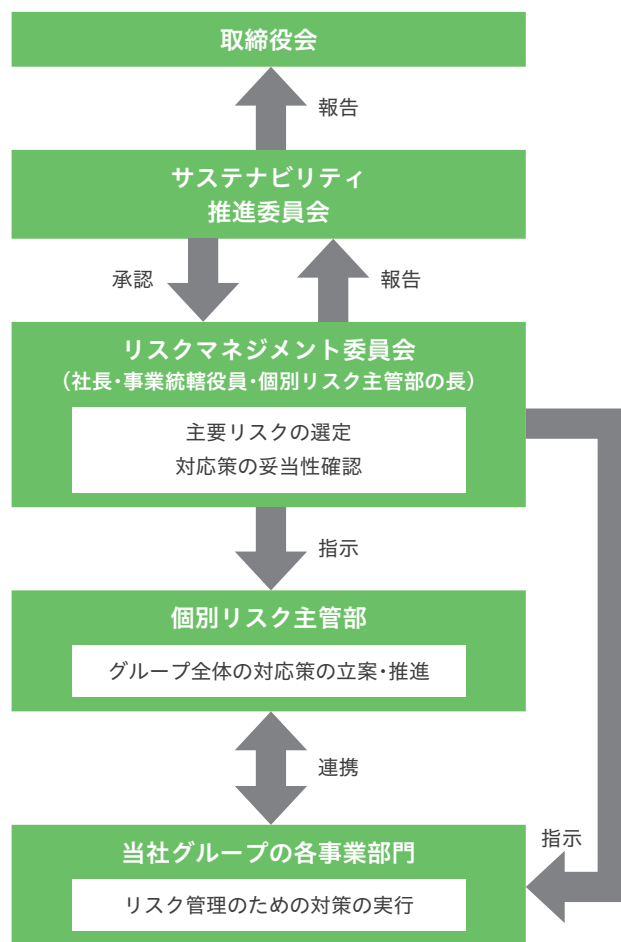 取締役会
報告
サステナビリティ
推進委員会
承認
報告
リスクマネジメント委員会
（社長・事業統轄役員・個別リスク主管部の長）
主要リスクの選定
対応策の妥当性確認
指示
個別リスク主管部
グループ全体の対応策の立案・推進
連携
指示
当社グループの各事業部門
リスク管理のための対策の実行